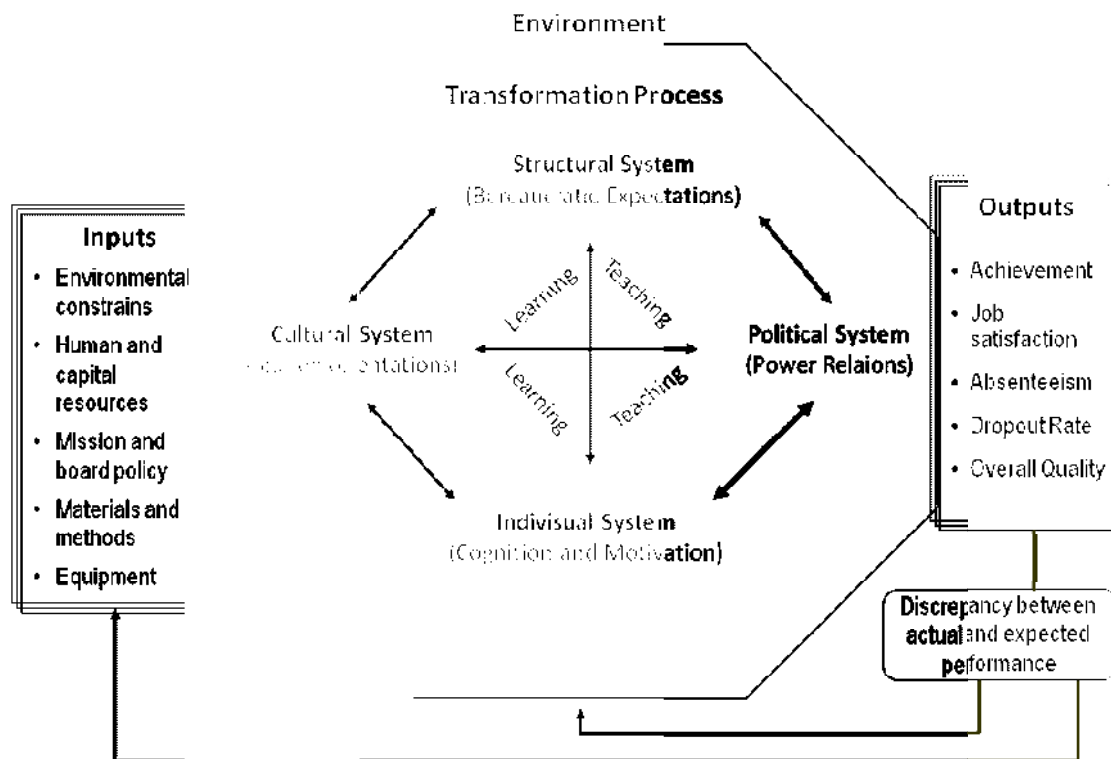 Environment
Transformation Process
Structural System
(Bureaucratic Expectations)
Inputs
• Environmental
constrains
• Human and
capital
resources
• Mission and
board policy
• Materials and
methods
• Equipment
Learning
Teaching
Cultural System
orientations)
Learning
Teaching
Political System
(Power Relaions)
Indivisual System
(Cognition and Motivation)
Outputs
• Achievement
• Job
satisfaction
• Absenteeism
• Dropout Rate
• Overall Quality
Discrepancy between
actual and expected
performance